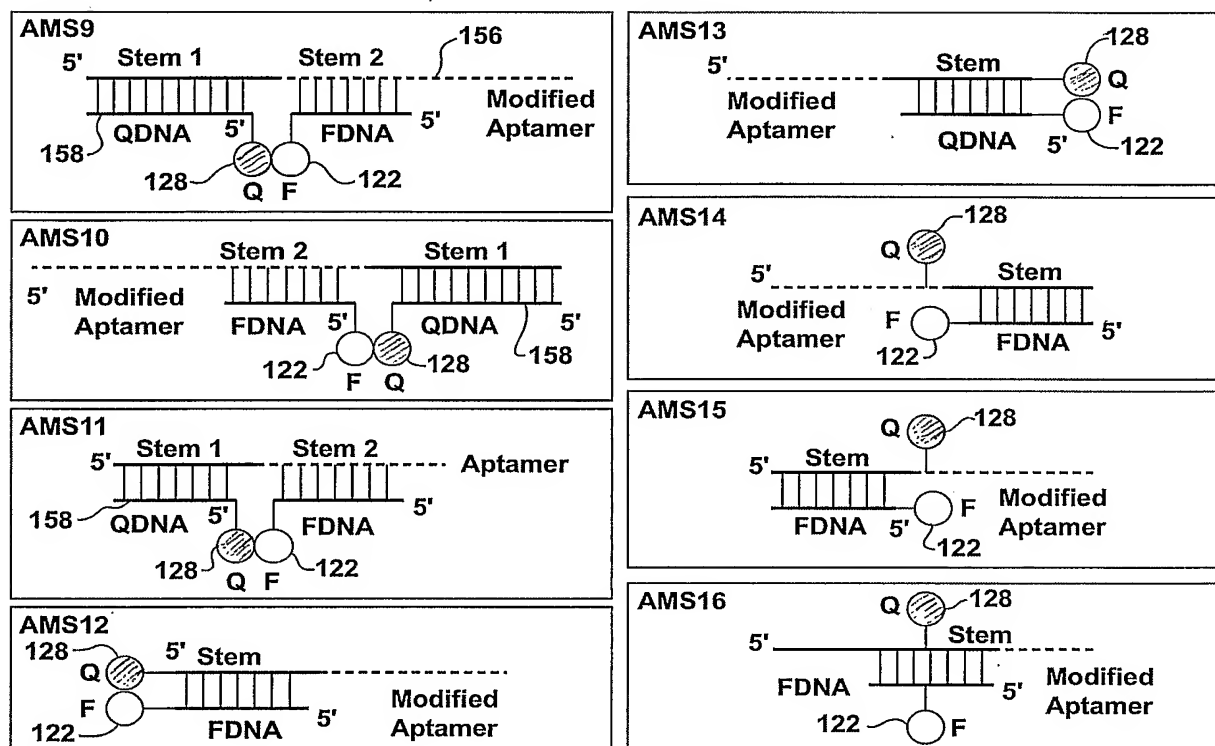 AMS9
5' Stem 1 Stem 2 156
Modified
Aptamer
QDNA 5' FDNA 5'
158
128 Q F 122
AMS10
Stem 2 Stem 1
5' Modified
Aptamer
FDNA 5' QDNA 5'
122 F Q 128 158
AMS11
5' Stem 1 Stem 2 Aptamer
158 QDNA 5' FDNA 5'
128 Q F 122
AMS12
128 5' Stem
Q
F
122 FDNA 5'
Modified
Aptamer
AMS13
5' Stem 128
Q
Modified
Aptamer
QDNA 5' F
122
AMS14
Q 128
5' Stem
Modified
Aptamer
F
122 FDNA 5'
AMS15
Q 128
5' Stem
FDNA 5' F
122
Modified
Aptamer
AMS16
Q 128
5' Stem
FDNA 5'
Modified
Aptamer
122 F